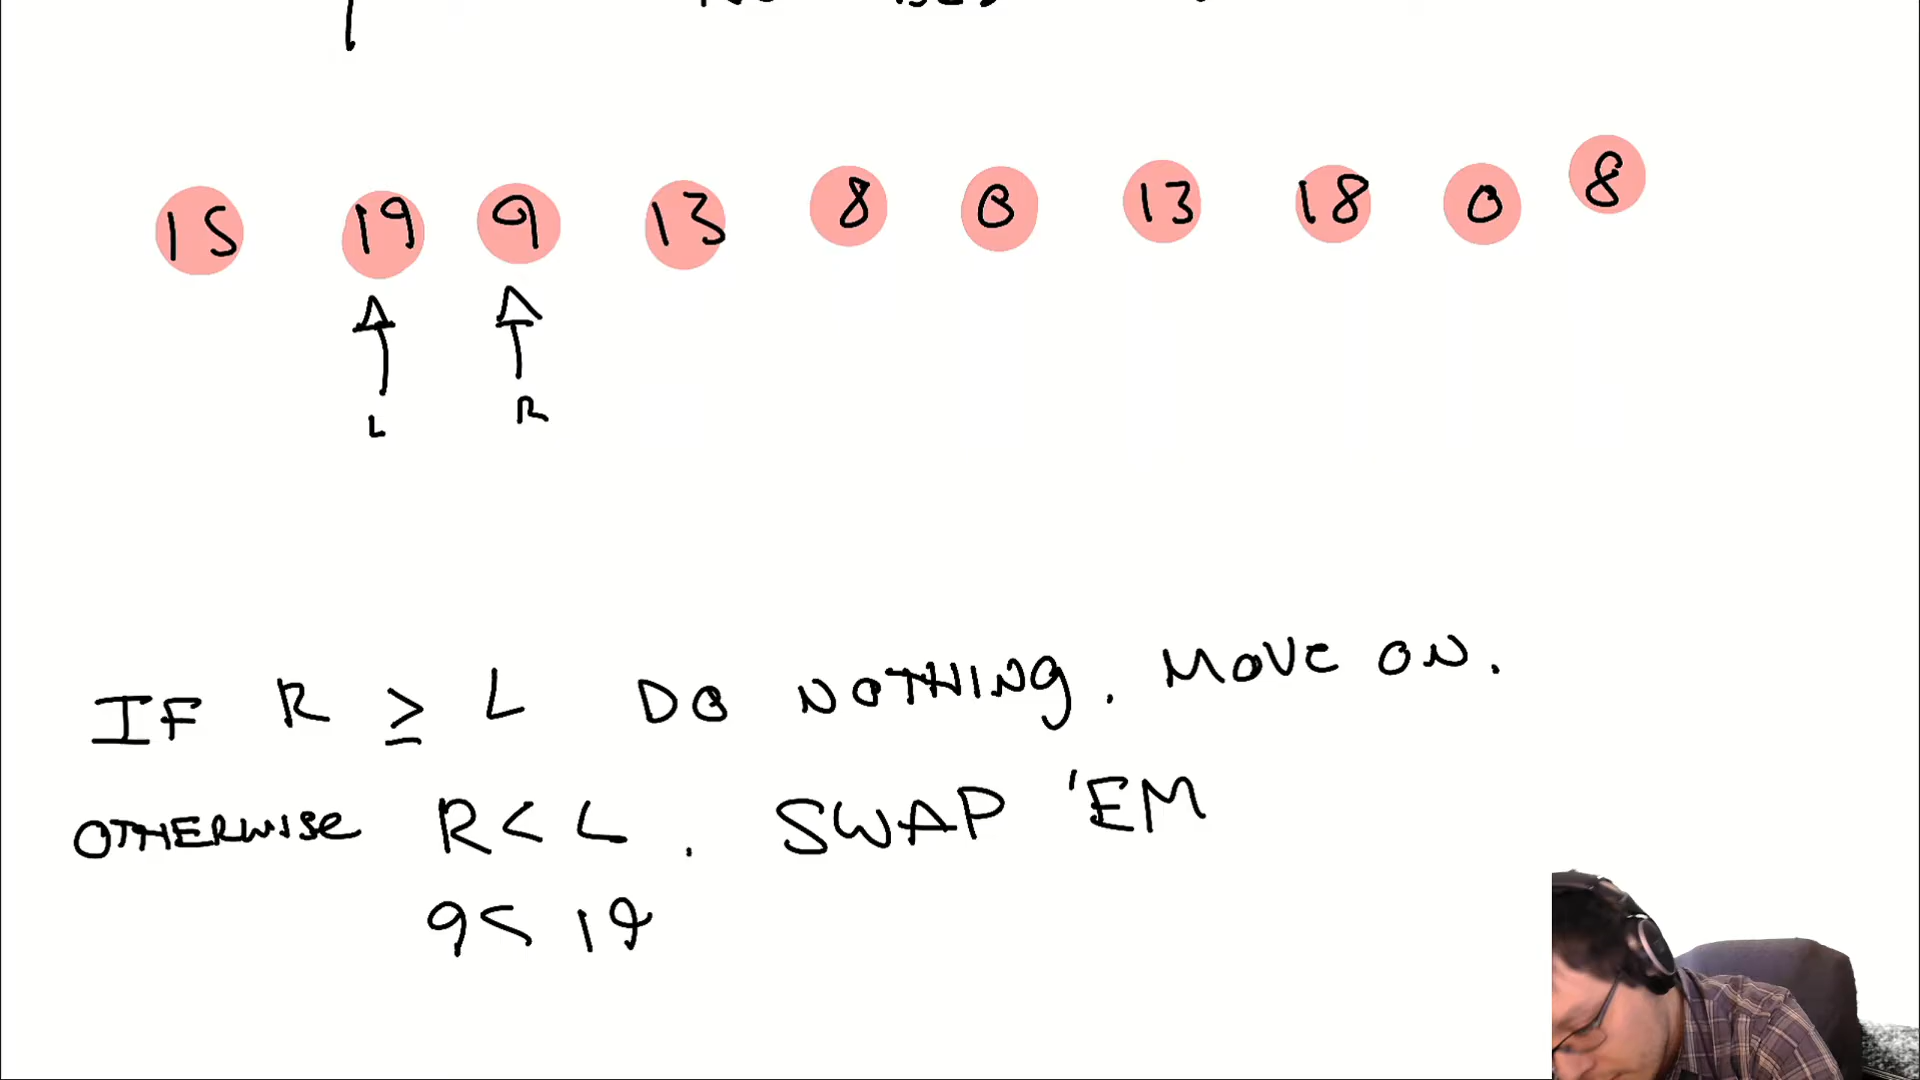 15 19 9 13 8 0 13 18 0 8
L R
IF R ≥ L DO NOTHING. MOVE ON.
OTHERWISE R < L. SWAP 'EM
9 < 19